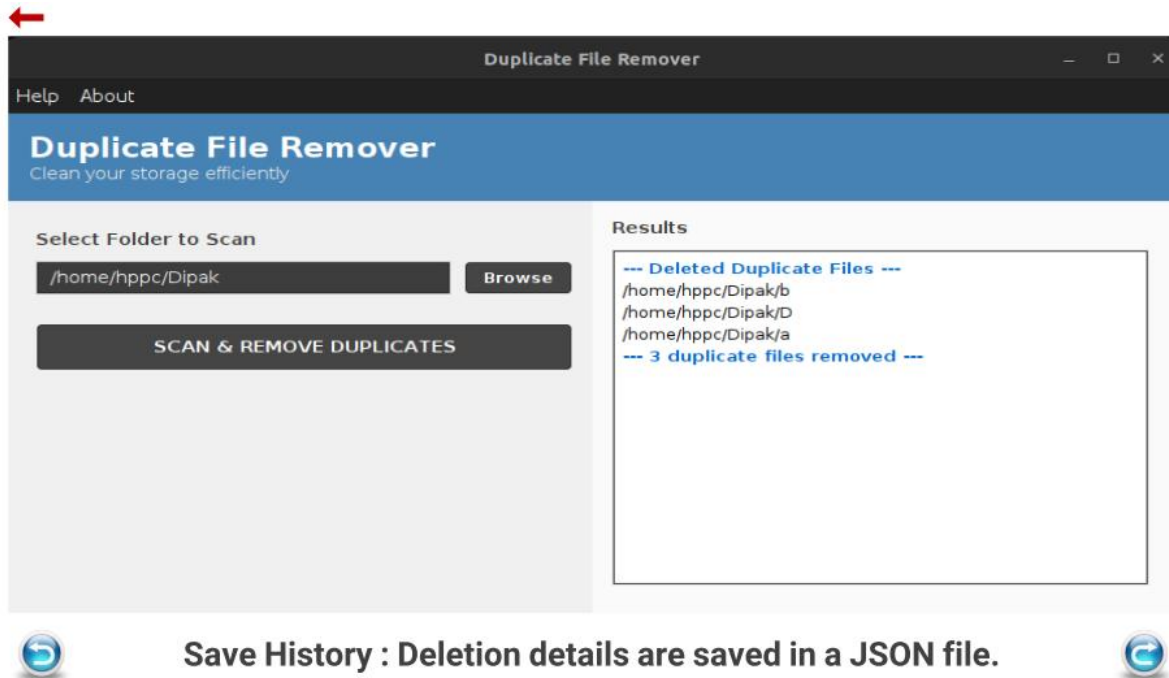 Duplicate File Remover
Help About
Duplicate File Remover
Clean your storage efficiently
Select Folder to Scan
/home/hppc/Dipak
Browse
SCAN & REMOVE DUPLICATES
Results
--- Deleted Duplicate Files ---
/home/hppc/Dipak/b
/home/hppc/Dipak/D
/home/hppc/Dipak/a
--- 3 duplicate files removed ---
Save History : Deletion details are saved in a JSON file.